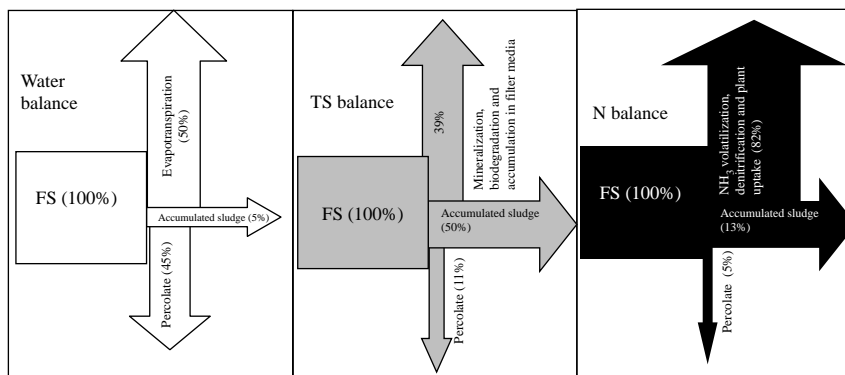 Water
balance
FS (100%)
Evapotranspiration
(50%)
Accumulated sludge (5%)
Percolate (45%)
TS balance
FS (100%)
39%
Mineralization,
biodegradation and
accumulation in filter media
Accumulated sludge
(50%)
Percolate (11%)
N balance
FS (100%)
NH3 volatilization,
denitrification and plant
uptake (82%)
Accumulated sludge
(13%)
Percolate (5%)